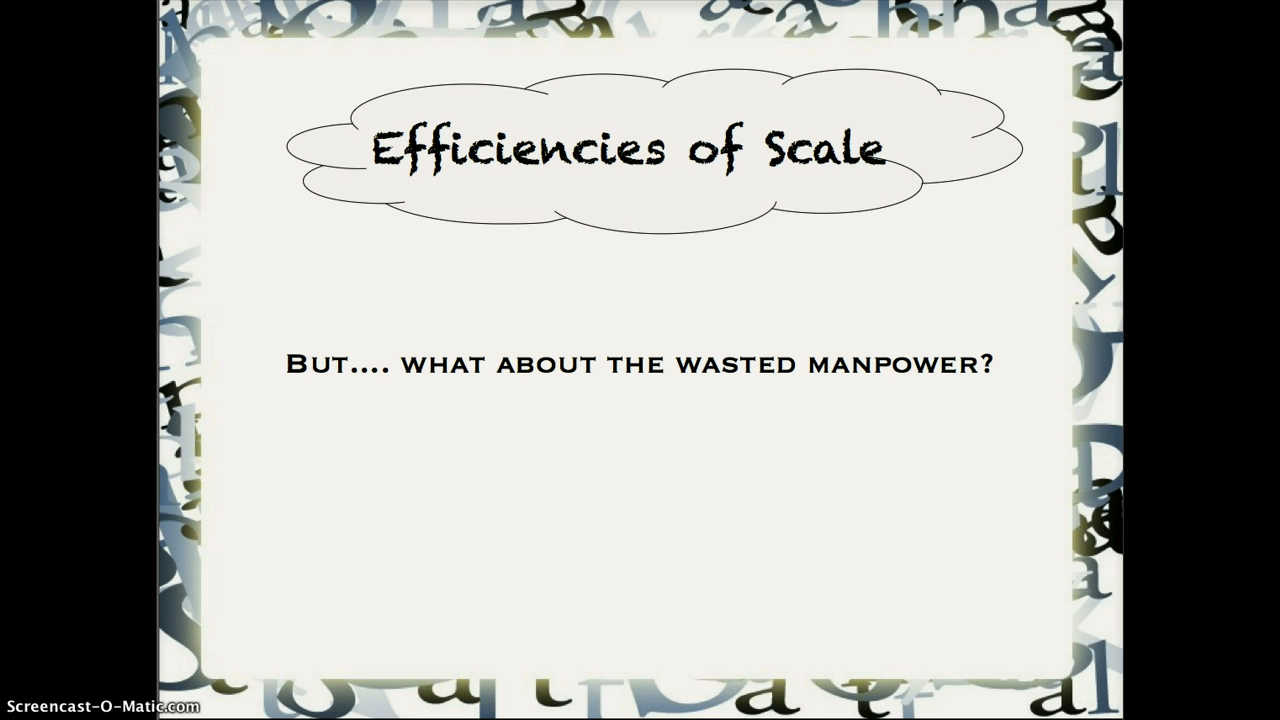 Efficiencies of Scale
But.... what about the wasted manpower?
Screencast-O-Matic.com